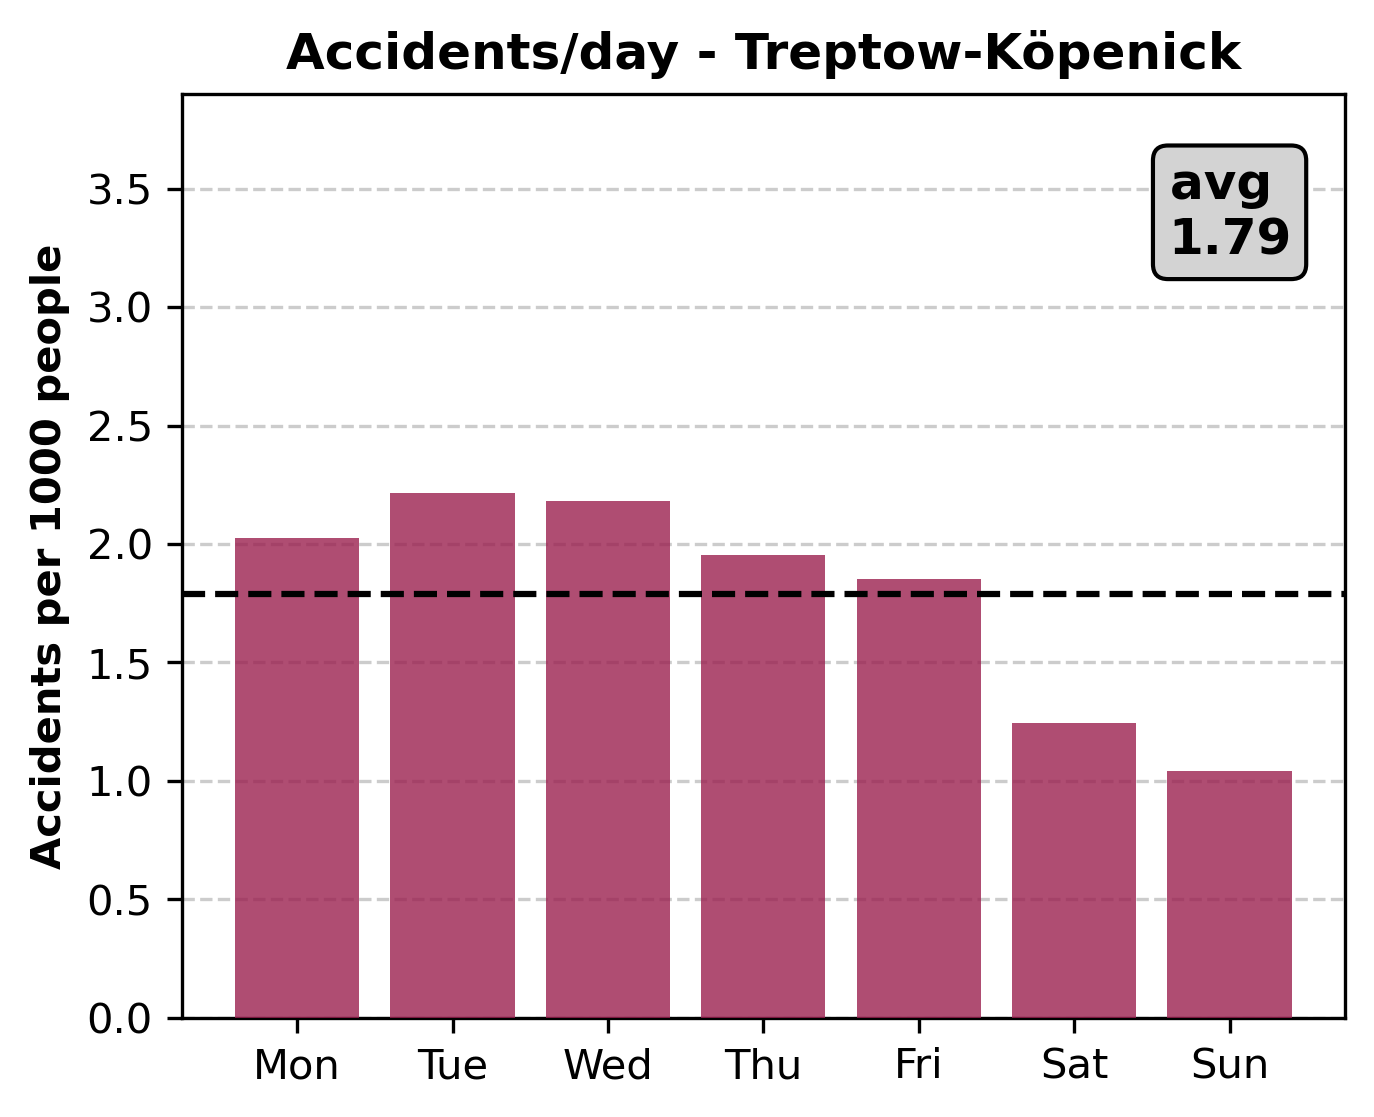 Accidents/day - Treptow-Köpenick
avg
1.79
Accidents per 1000 people
3.5
3.0
2.5
2.0
1.5
1.0
0.5
0.0
Mon Tue Wed Thu Fri Sat Sun